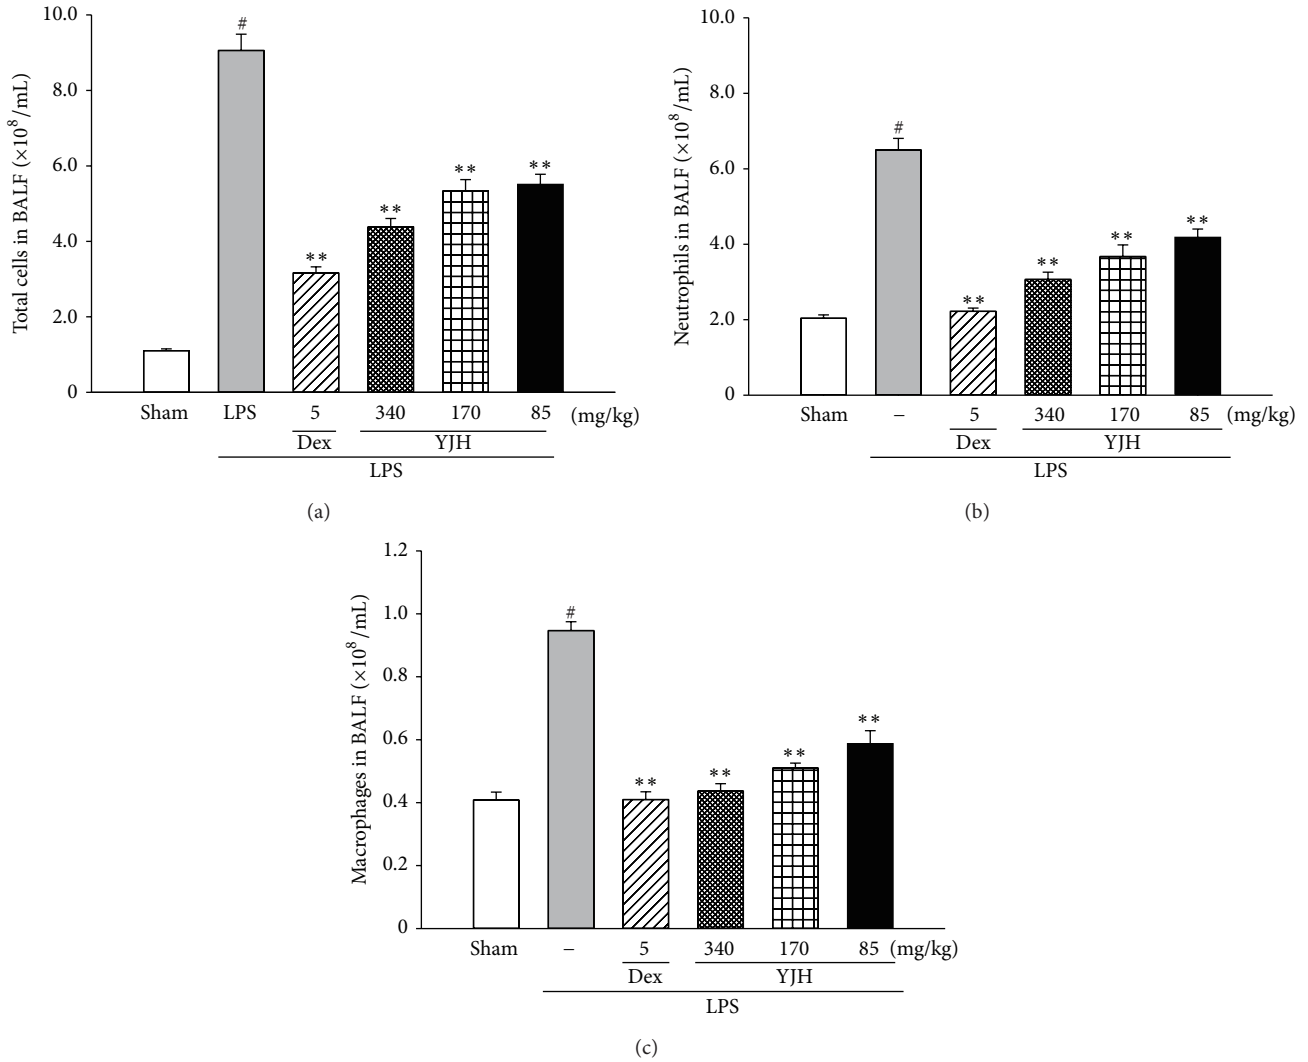 Total cells in BALF (×10⁸/mL)
10.0
8.0
6.0
4.0
2.0
0
#
**
**
**
**
Sham LPS 5 340 170 85 (mg/kg)
Dex YJH
LPS
(a)
Neutrophils in BALF (×10⁸/mL)
10.0
8.0
6.0
4.0
2.0
0
#
**
**
**
**
Sham – 5 340 170 85 (mg/kg)
Dex YJH
LPS
(b)
Macrophages in BALF (×10⁸/mL)
1.2
1.0
0.8
0.6
0.4
0.2
0
#
**
**
**
**
Sham – 5 340 170 85 (mg/kg)
Dex YJH
LPS
(c)